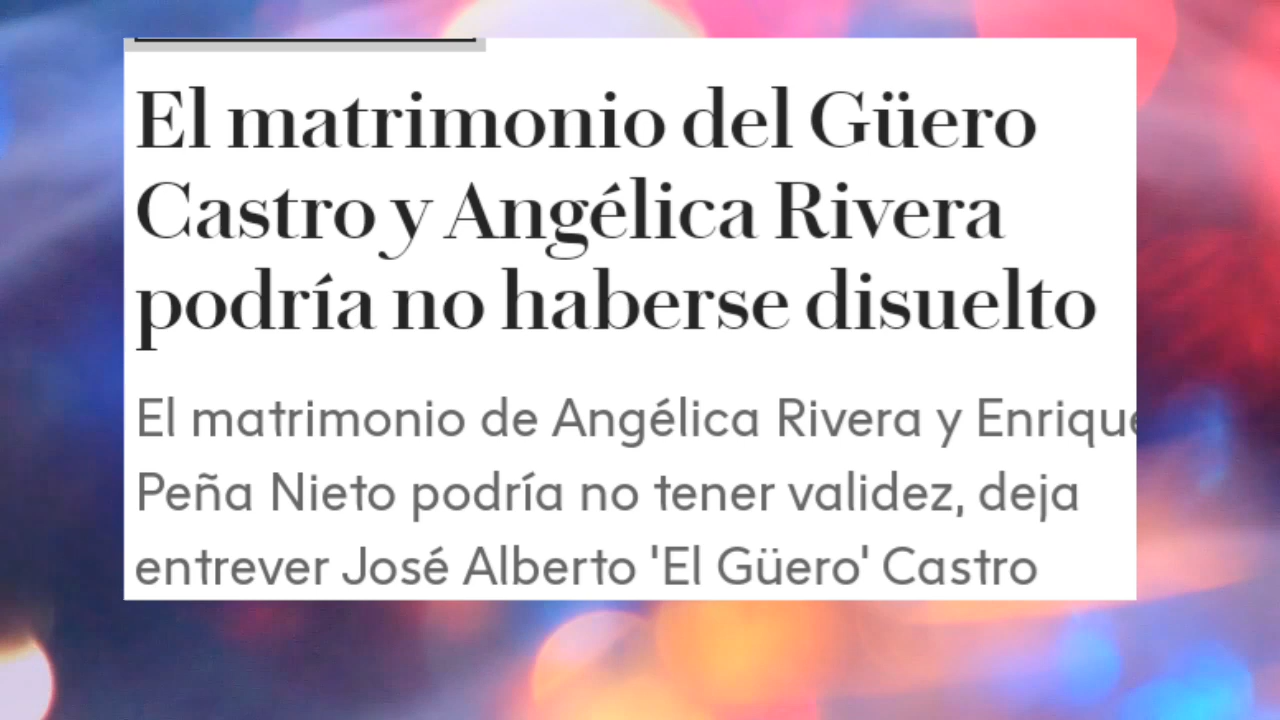 El matrimonio del Güero
Castro y Angélica Rivera
podría no haberse disuelto
El matrimonio de Angélica Rivera y Enrique
Peña Nieto podría no tener validez, deja
entrever José Alberto 'El Güero' Castro